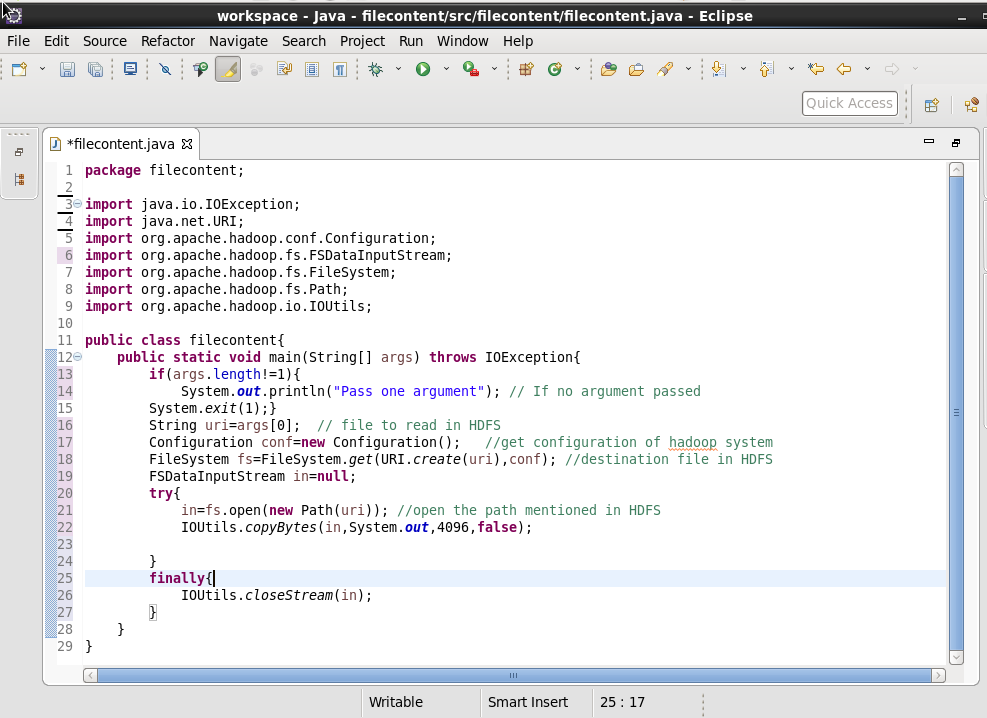 workspace - Java - filecontent/src/filecontent/filecontent.java - Eclipse
File Edit Source Refactor Navigate Search Project Run Window Help
Quick Access
*filecontent.java
1 package filecontent;
2
3 import java.io.IOException;
4 import java.net.URI;
5 import org.apache.hadoop.conf.Configuration;
6 import org.apache.hadoop.fs.FSDataInputStream;
7 import org.apache.hadoop.fs.FileSystem;
8 import org.apache.hadoop.fs.Path;
9 import org.apache.hadoop.io.IOUtils;
10
11 public class filecontent{
12     public static void main(String[] args) throws IOException{
13         if(args.length!=1){
14             System.out.println("Pass one argument"); // If no argument passed
15         System.exit(1);}
16         String uri=args[0];  // file to read in HDFS
17         Configuration conf=new Configuration();   //get configuration of hadoop system
18         FileSystem fs=FileSystem.get(URI.create(uri),conf); //destination file in HDFS
19         FSDataInputStream in=null;
20         try{
21             in=fs.open(new Path(uri)); //open the path mentioned in HDFS
22             IOUtils.copyBytes(in,System.out,4096,false);
23
24         }
25         finally{
26             IOUtils.closeStream(in);
27         }
28     }
29 }
Writable Smart Insert 25 : 17